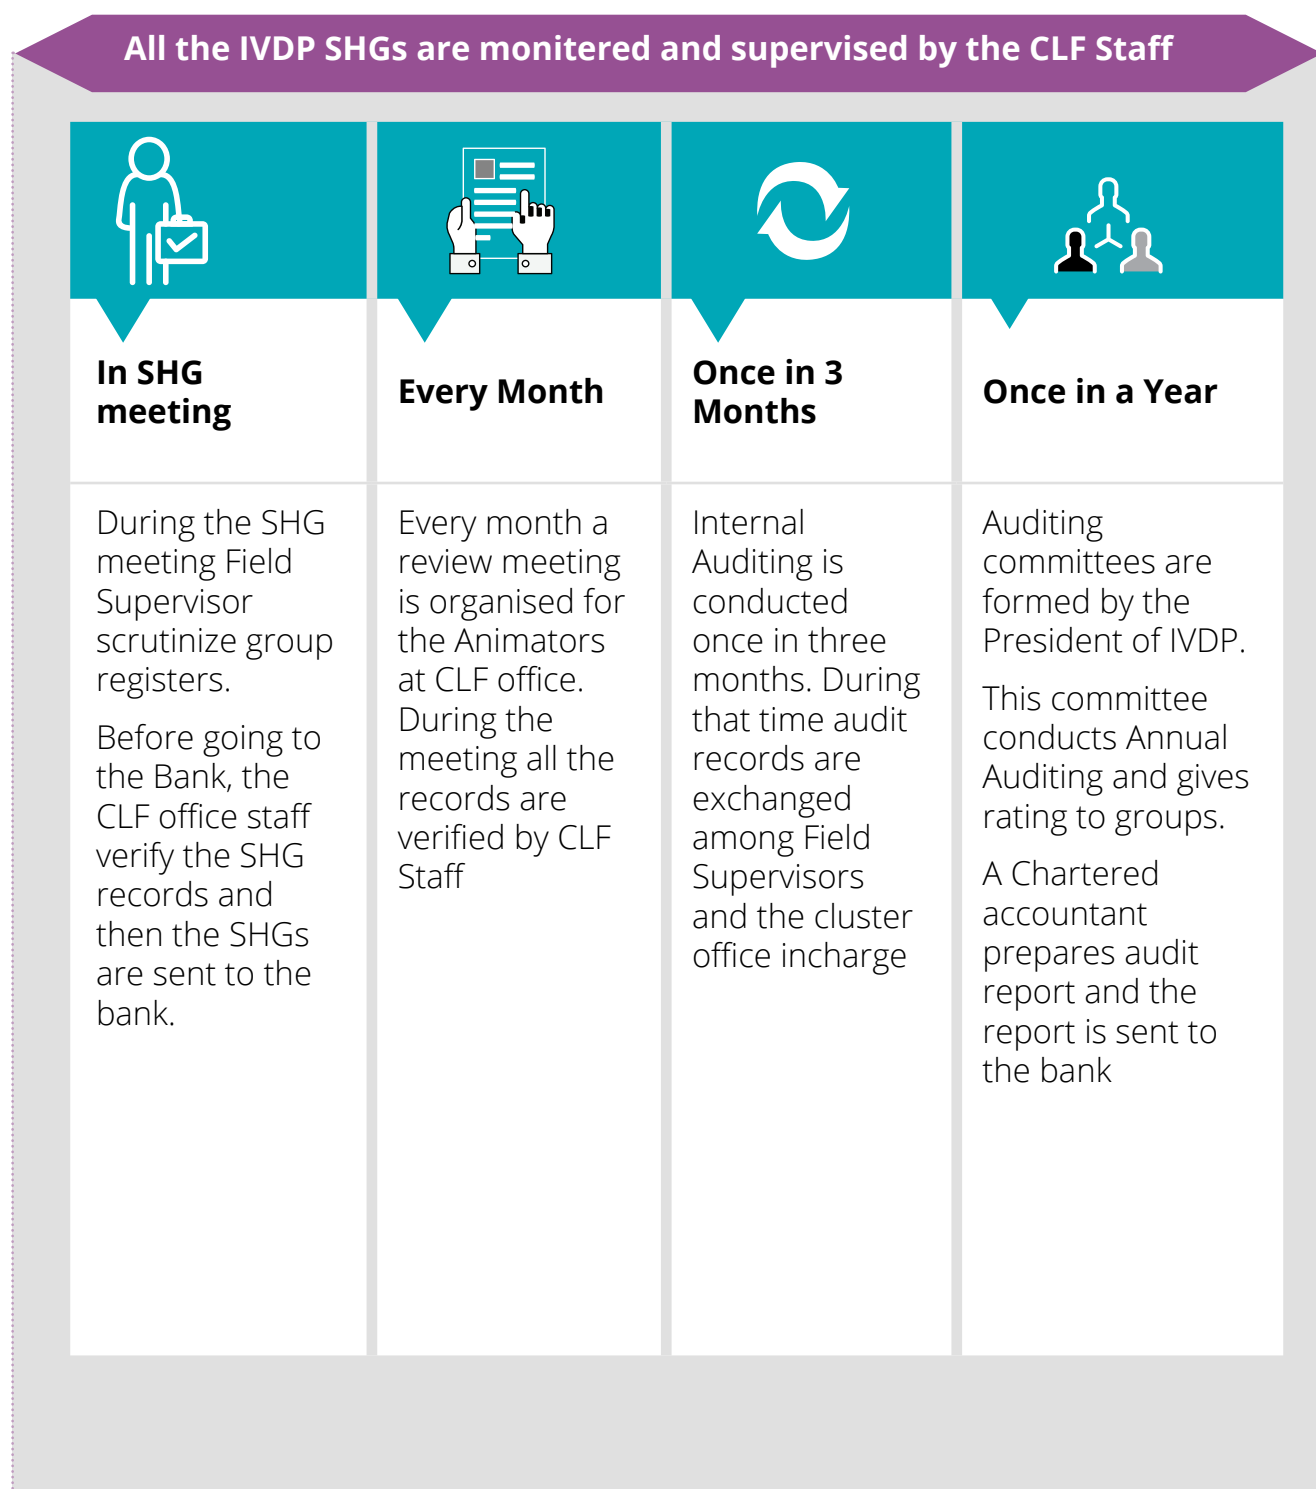 All the IVDP SHGs are monitered and supervised by the CLF Staff
In SHG
meeting
During the SHG
meeting Field
Supervisor
scrutinize group
registers.
Before going to
the Bank, the
CLF office staff
verify the SHG
records and
then the SHGs
are sent to the
bank.
Every Month
Every month a
review meeting
is organised for
the Animators
at CLF office.
During the
meeting all the
records are
verified by CLF
Staff
Once in 3
Months
Internal
Auditing is
conducted
once in three
months. During
that time audit
records are
exchanged
among Field
Supervisors
and the cluster
office incharge
Once in a Year
Auditing
committees are
formed by the
President of IVDP.
This committee
conducts Annual
Auditing and gives
rating to groups.
A Chartered
accountant
prepares audit
report and the
report is sent to
the bank